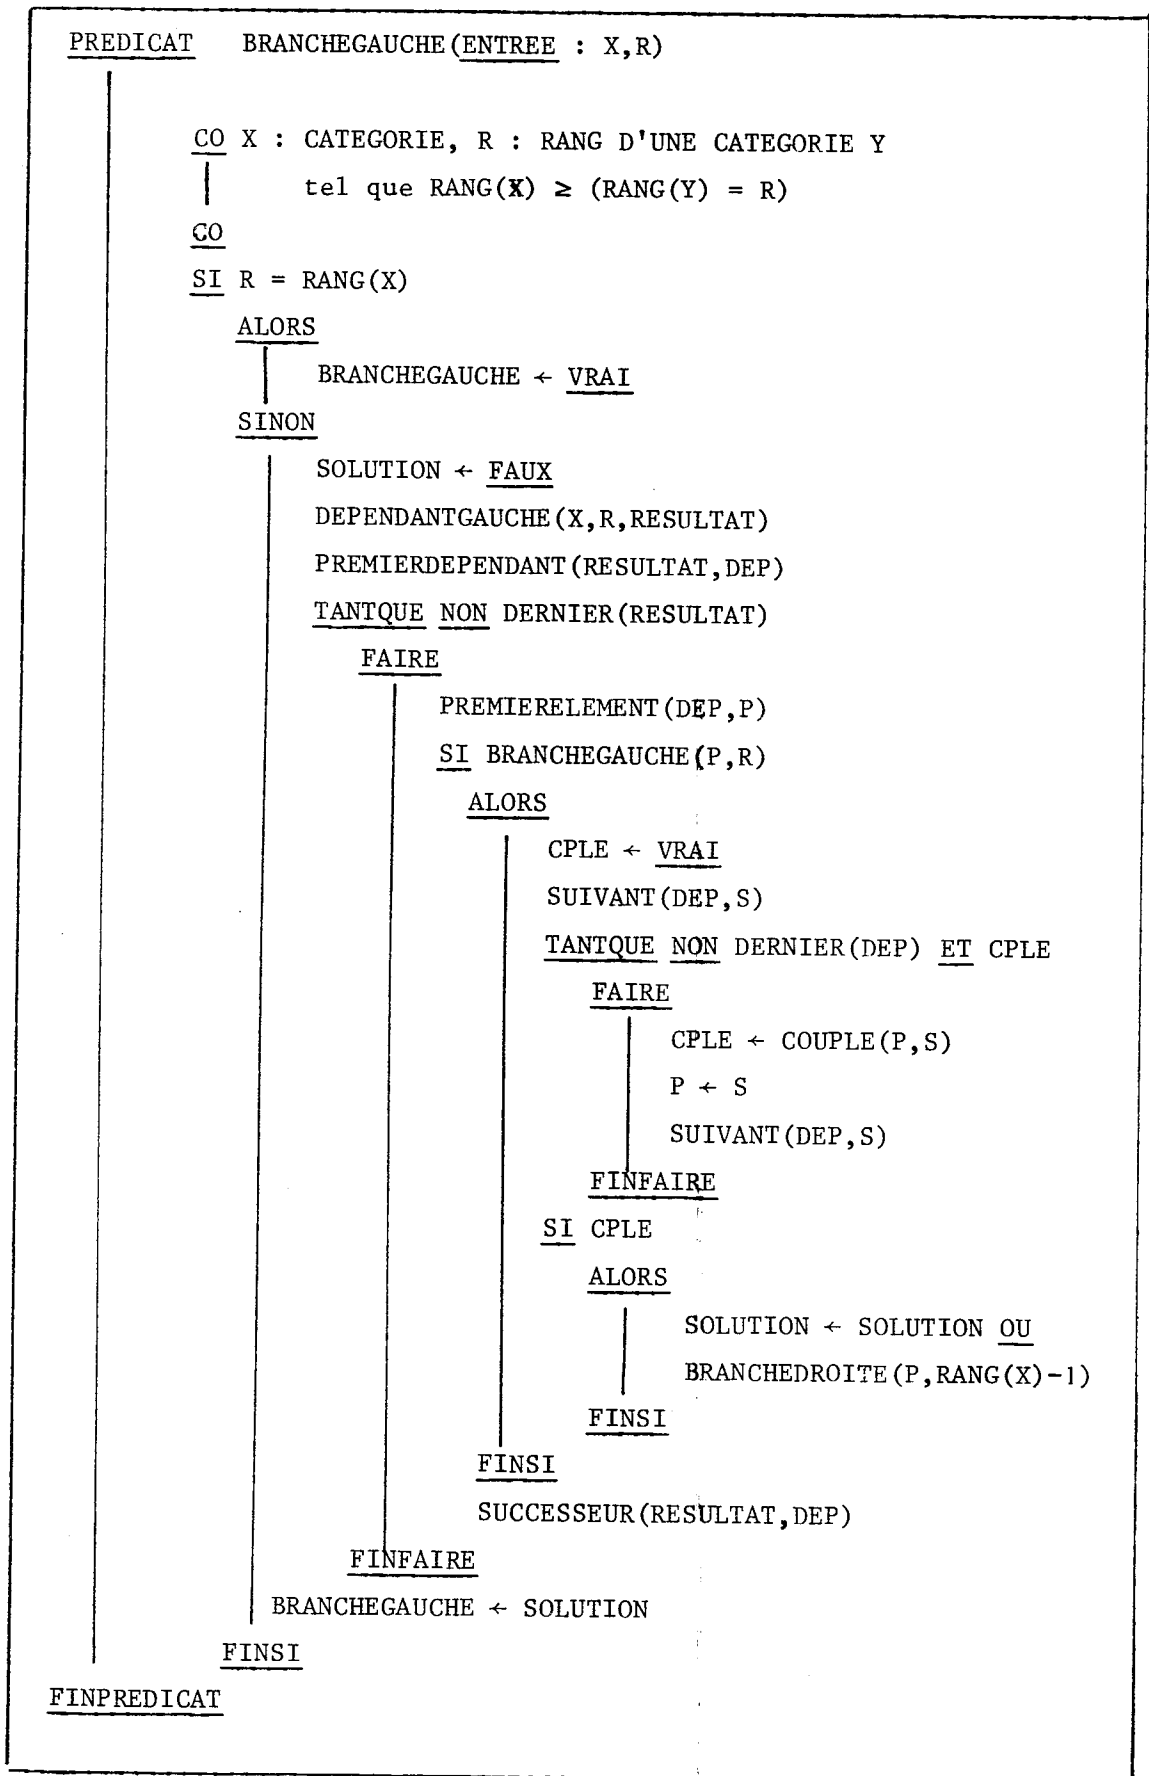 PREDICAT BRANCHEGAUCHE(ENTREE : X,R)
CO X : CATEGORIE, R : RANG D'UNE CATEGORIE Y
tel que RANG(X) ≥ (RANG(Y) = R)
CO
SI R = RANG(X)
ALORS
BRANCHEGAUCHE ← VRAI
SINON
SOLUTION ← FAUX
DEPENDANTGAUCHE(X,R,RESULTAT)
PREMIERDEPENDANT(RESULTAT,DEP)
TANTQUE NON DERNIER(RESULTAT)
FAIRE
PREMIERELEMENT(DEP,P)
SI BRANCHEGAUCHE(P,R)
ALORS
CPLE ← VRAI
SUIVANT(DEP,S)
TANTQUE NON DERNIER(DEP) ET CPLE
FAIRE
CPLE ← COUPLE(P,S)
P ← S
SUIVANT(DEP,S)
FINFAIRE
SI CPLE
ALORS
SOLUTION ← SOLUTION OU
BRANCHEDROITE(P,RANG(X)-1)
FINSI
FINSI
SUCCESSEUR(RESULTAT,DEP)
FINFAIRE
BRANCHEGAUCHE ← SOLUTION
FINSI
FINPREDICAT